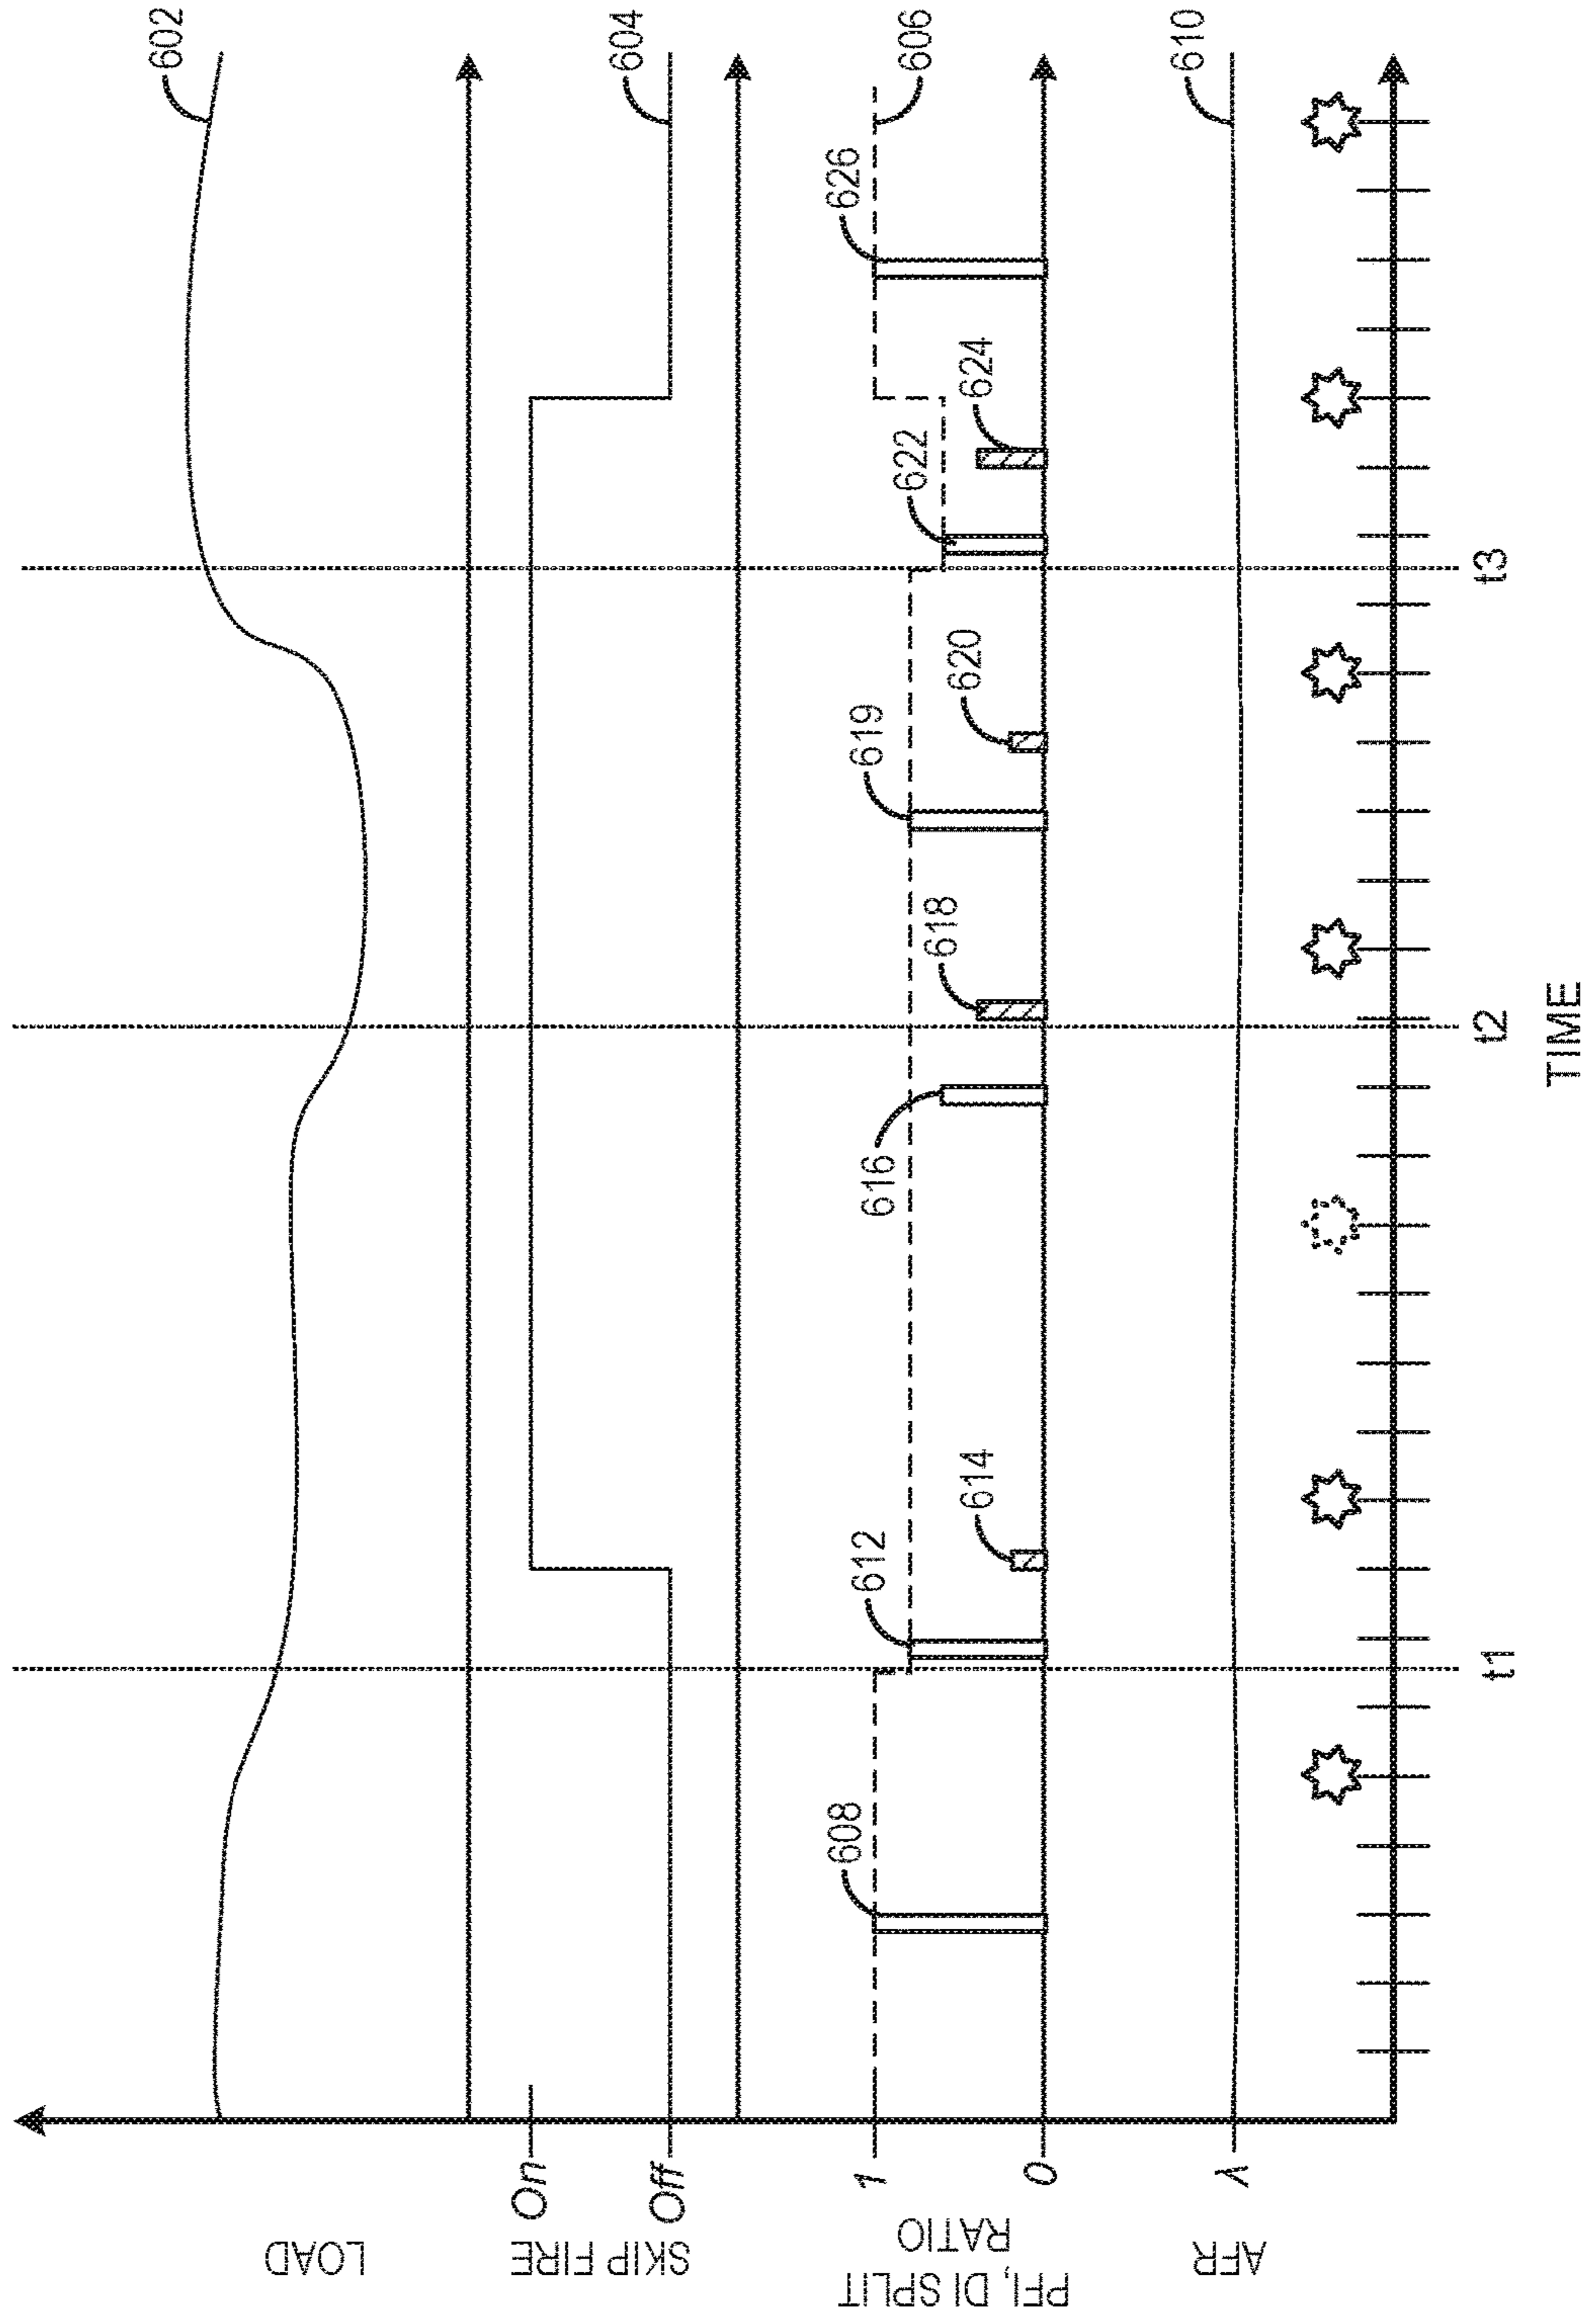 602
LOAD
On
Off
SKIP FIRE
604
1
0
PFI, DI SPLIT
RATIO
606
608
612
614
616
618
619
620
622
624
626
λ
AFR
610
t1
t2
t3
TIME